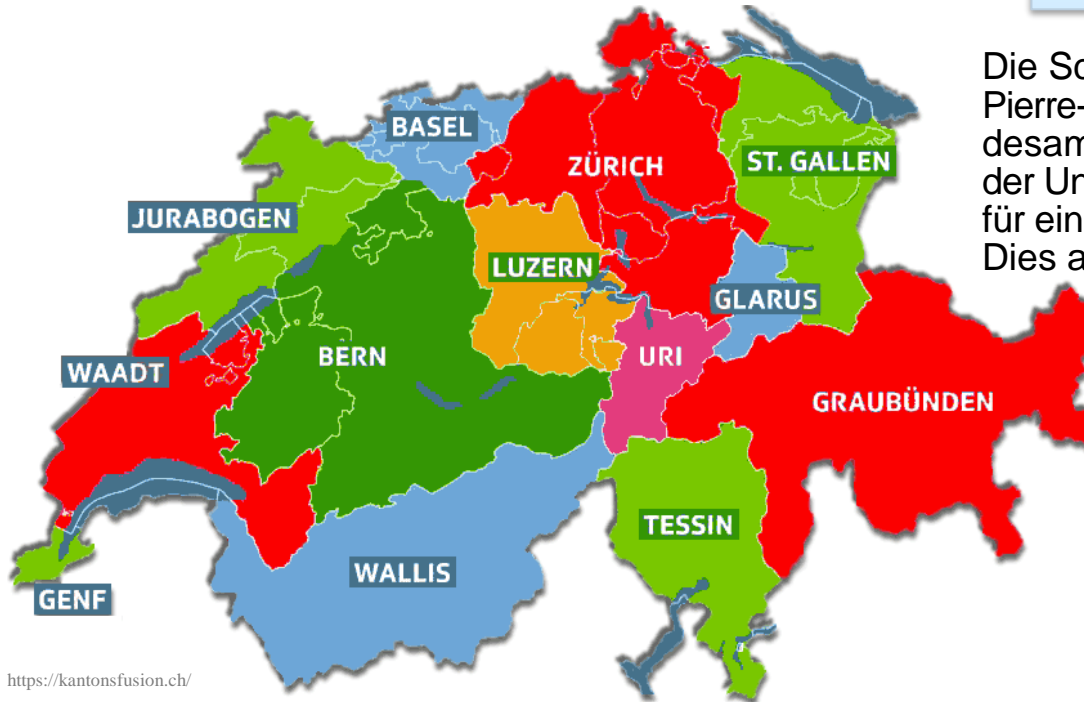 BASEL
ZÜRICH
ST. GALLEN
JURABOGEN
LUZERN
GLARUS
WAADT
BERN
URI
GRAUBÜNDEN
TESSIN
WALLIS
GENF
https://kantonsfusion.ch/
Die Sc
Pierre-
desam
der Un
für ein
Dies a